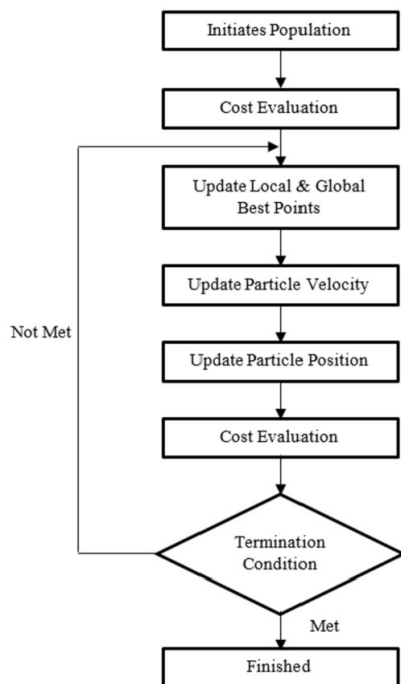 Initiates Population
Cost Evaluation
Update Local & Global
Best Points
Update Particle Velocity
Not Met
Update Particle Position
Cost Evaluation
Termination
Condition
Met
Finished